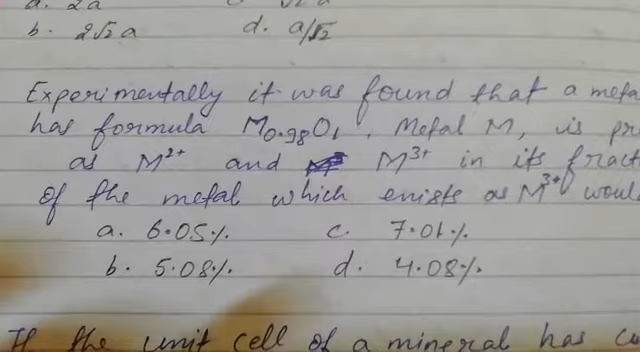 a. 2a
b. 2√2 a d. a/√2
Experimentally it was found that a meta
has formula M0.98O1. Metal M, is pr
as M2+ and M3+ in its fract
of the metal which exists as M3+ woul
a. 6.05% c. 7.01%
b. 5.08% d. 4.08%
If the unit cell of a mineral has cu